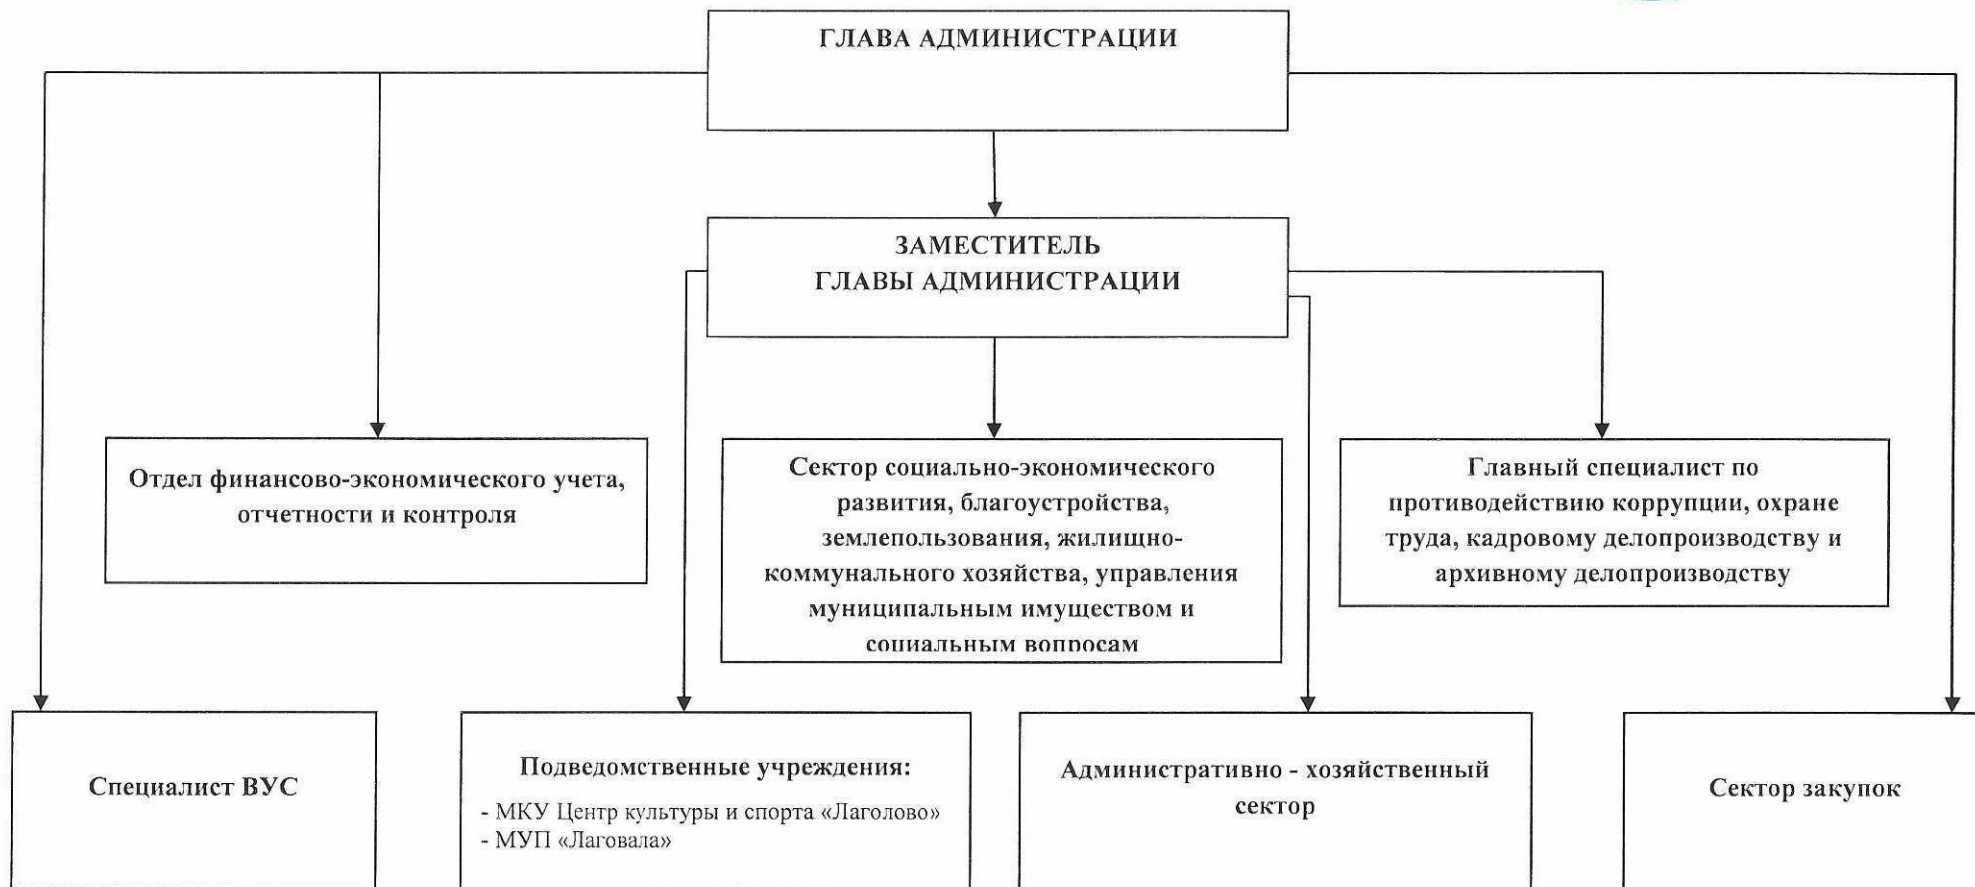 ГЛАВА АДМИНИСТРАЦИИ
ЗАМЕСТИТЕЛЬ
ГЛАВЫ АДМИНИСТРАЦИИ
Отдел финансово-экономического учета,
отчетности и контроля
Сектор социально-экономического
развития, благоустройства,
землепользования, жилищно-
коммунального хозяйства, управления
муниципальным имуществом и
социальным вопросам
Главный специалист по
противодействию коррупции, охране
труда, кадровому делопроизводству и
архивному делопроизводству
Специалист ВУС
Подведомственные учреждения:
- МКУ Центр культуры и спорта «Лаголово»
- МУП «Лаговала»
Административно - хозяйственный
сектор
Сектор закупок